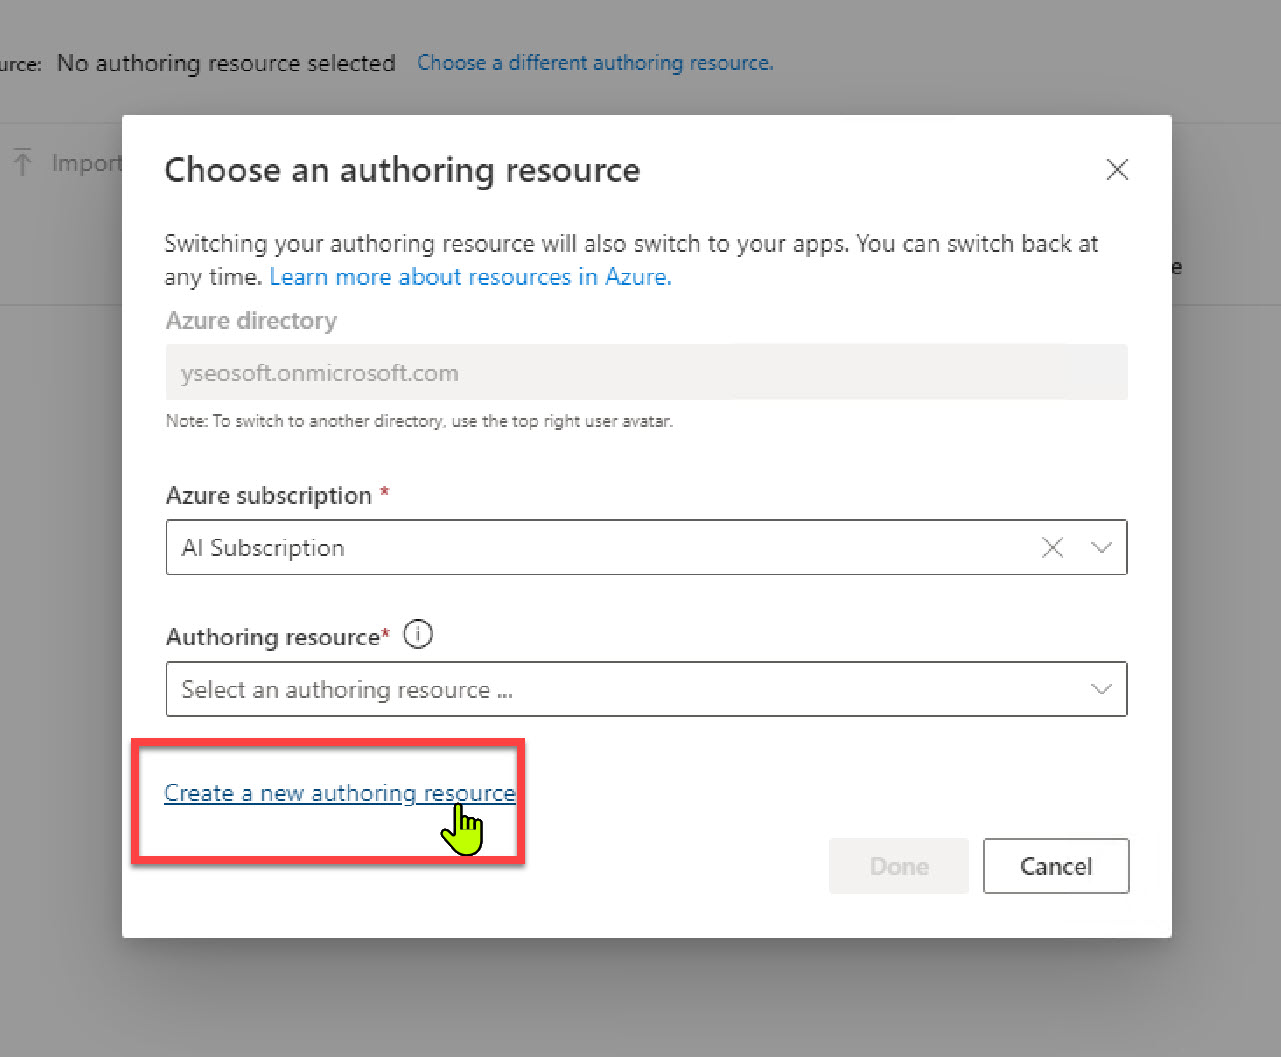 urce: No authoring resource selected Choose a different authoring resource.
Import
Choose an authoring resource
Switching your authoring resource will also switch to your apps. You can switch back at
any time. Learn more about resources in Azure.
e
Azure directory
yseosoft.onmicrosoft.com
Note: To switch to another directory, use the top right user avatar.
Azure subscription *
AI Subscription
Authoring resource*
Select an authoring resource ...
Create a new authoring resource
Done Cancel